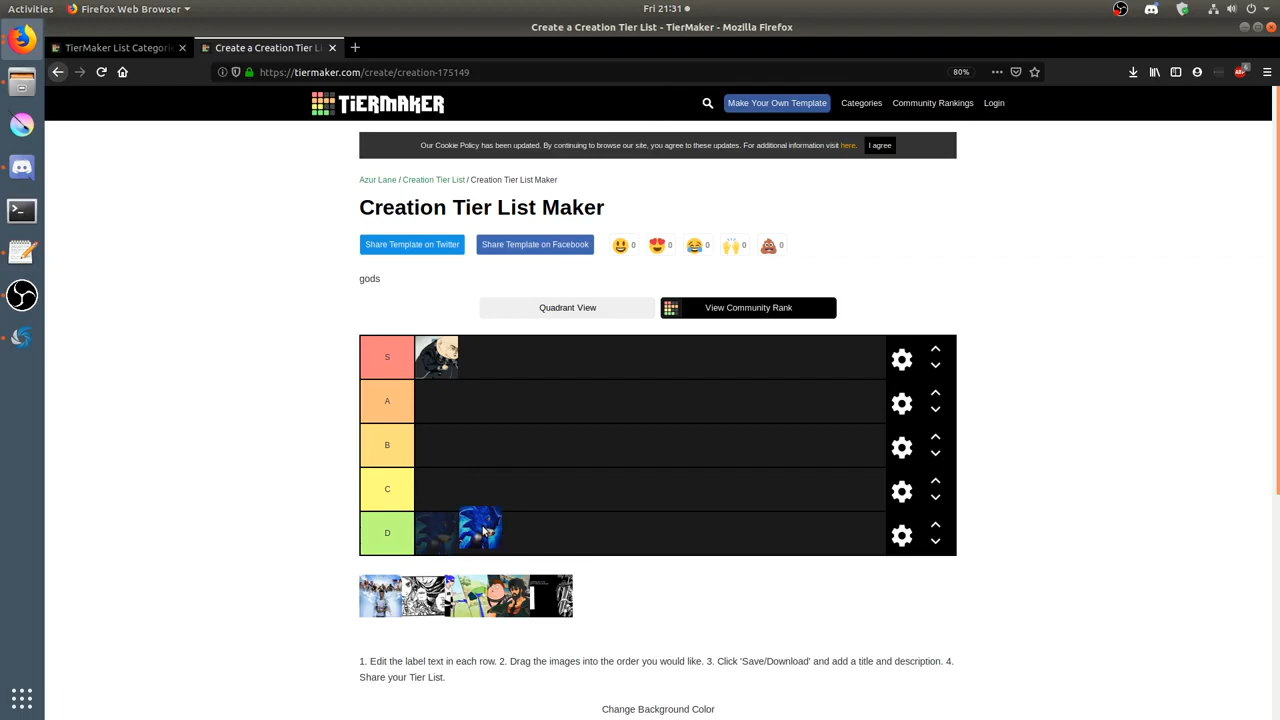 Activities
Firefox Web Browser
Fri 21:31
Create a Creation Tier List - TierMaker - Mozilla Firefox
TierMaker List Categori
Create a Creation Tier Li
https://tiermaker.com/create/creation-175149
80%
6
TiERMAKER
Make Your Own Template
Categories
Community Rankings
Login
Our Cookie Policy has been updated. By continuing to browse our site, you agree to these updates. For additional information visit here.
I agree
Azur Lane / Creation Tier List / Creation Tier List Maker
Creation Tier List Maker
Share Template on Twitter
Share Template on Facebook
0
0
0
0
0
gods
Quadrant View
View Community Rank
S
A
B
C
D
1. Edit the label text in each row. 2. Drag the images into the order you would like. 3. Click 'Save/Download' and add a title and description. 4.
Share your Tier List.
Change Background Color